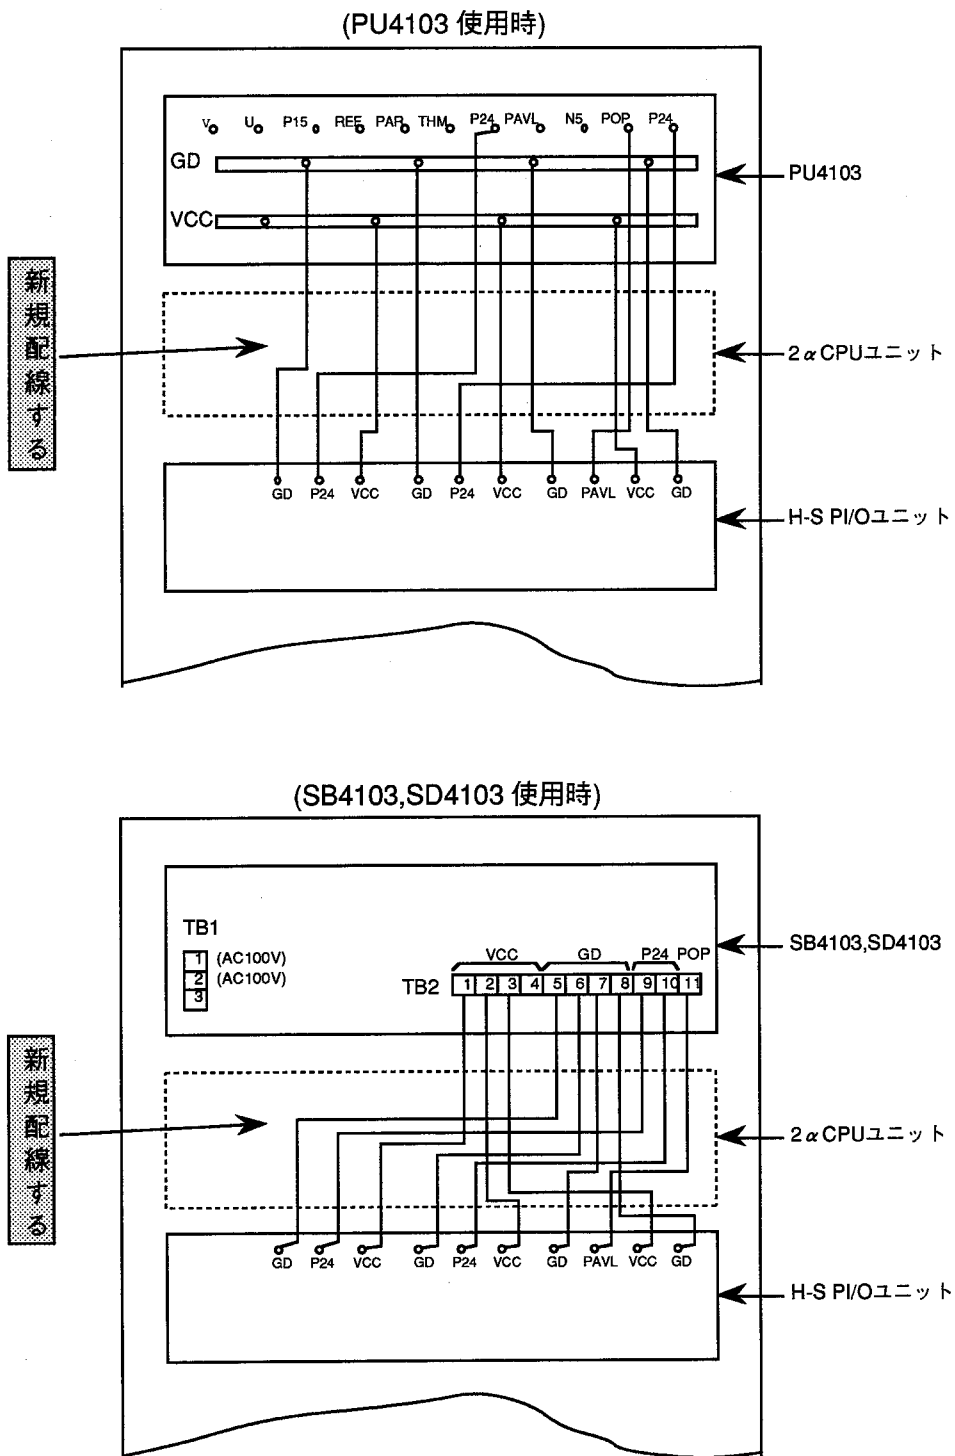 (PU4103 使用時)
V U P15 REF PAR THM P24 PAVL N5 POP P24
GD
PU4103
VCC
新規配線する
2αCPUユニット
GD P24 VCC GD P24 VCC GD PAVL VCC GD
H-S PI/Oユニット
(SB4103,SD4103 使用時)
TB1
1 (AC100V)
2 (AC100V)
3
VCC GD P24 POP
SB4103,SD4103
TB2 1 2 3 4 5 6 7 8 9 10 11
新規配線する
2αCPUユニット
GD P24 VCC GD P24 VCC GD PAVL VCC GD
H-S PI/Oユニット